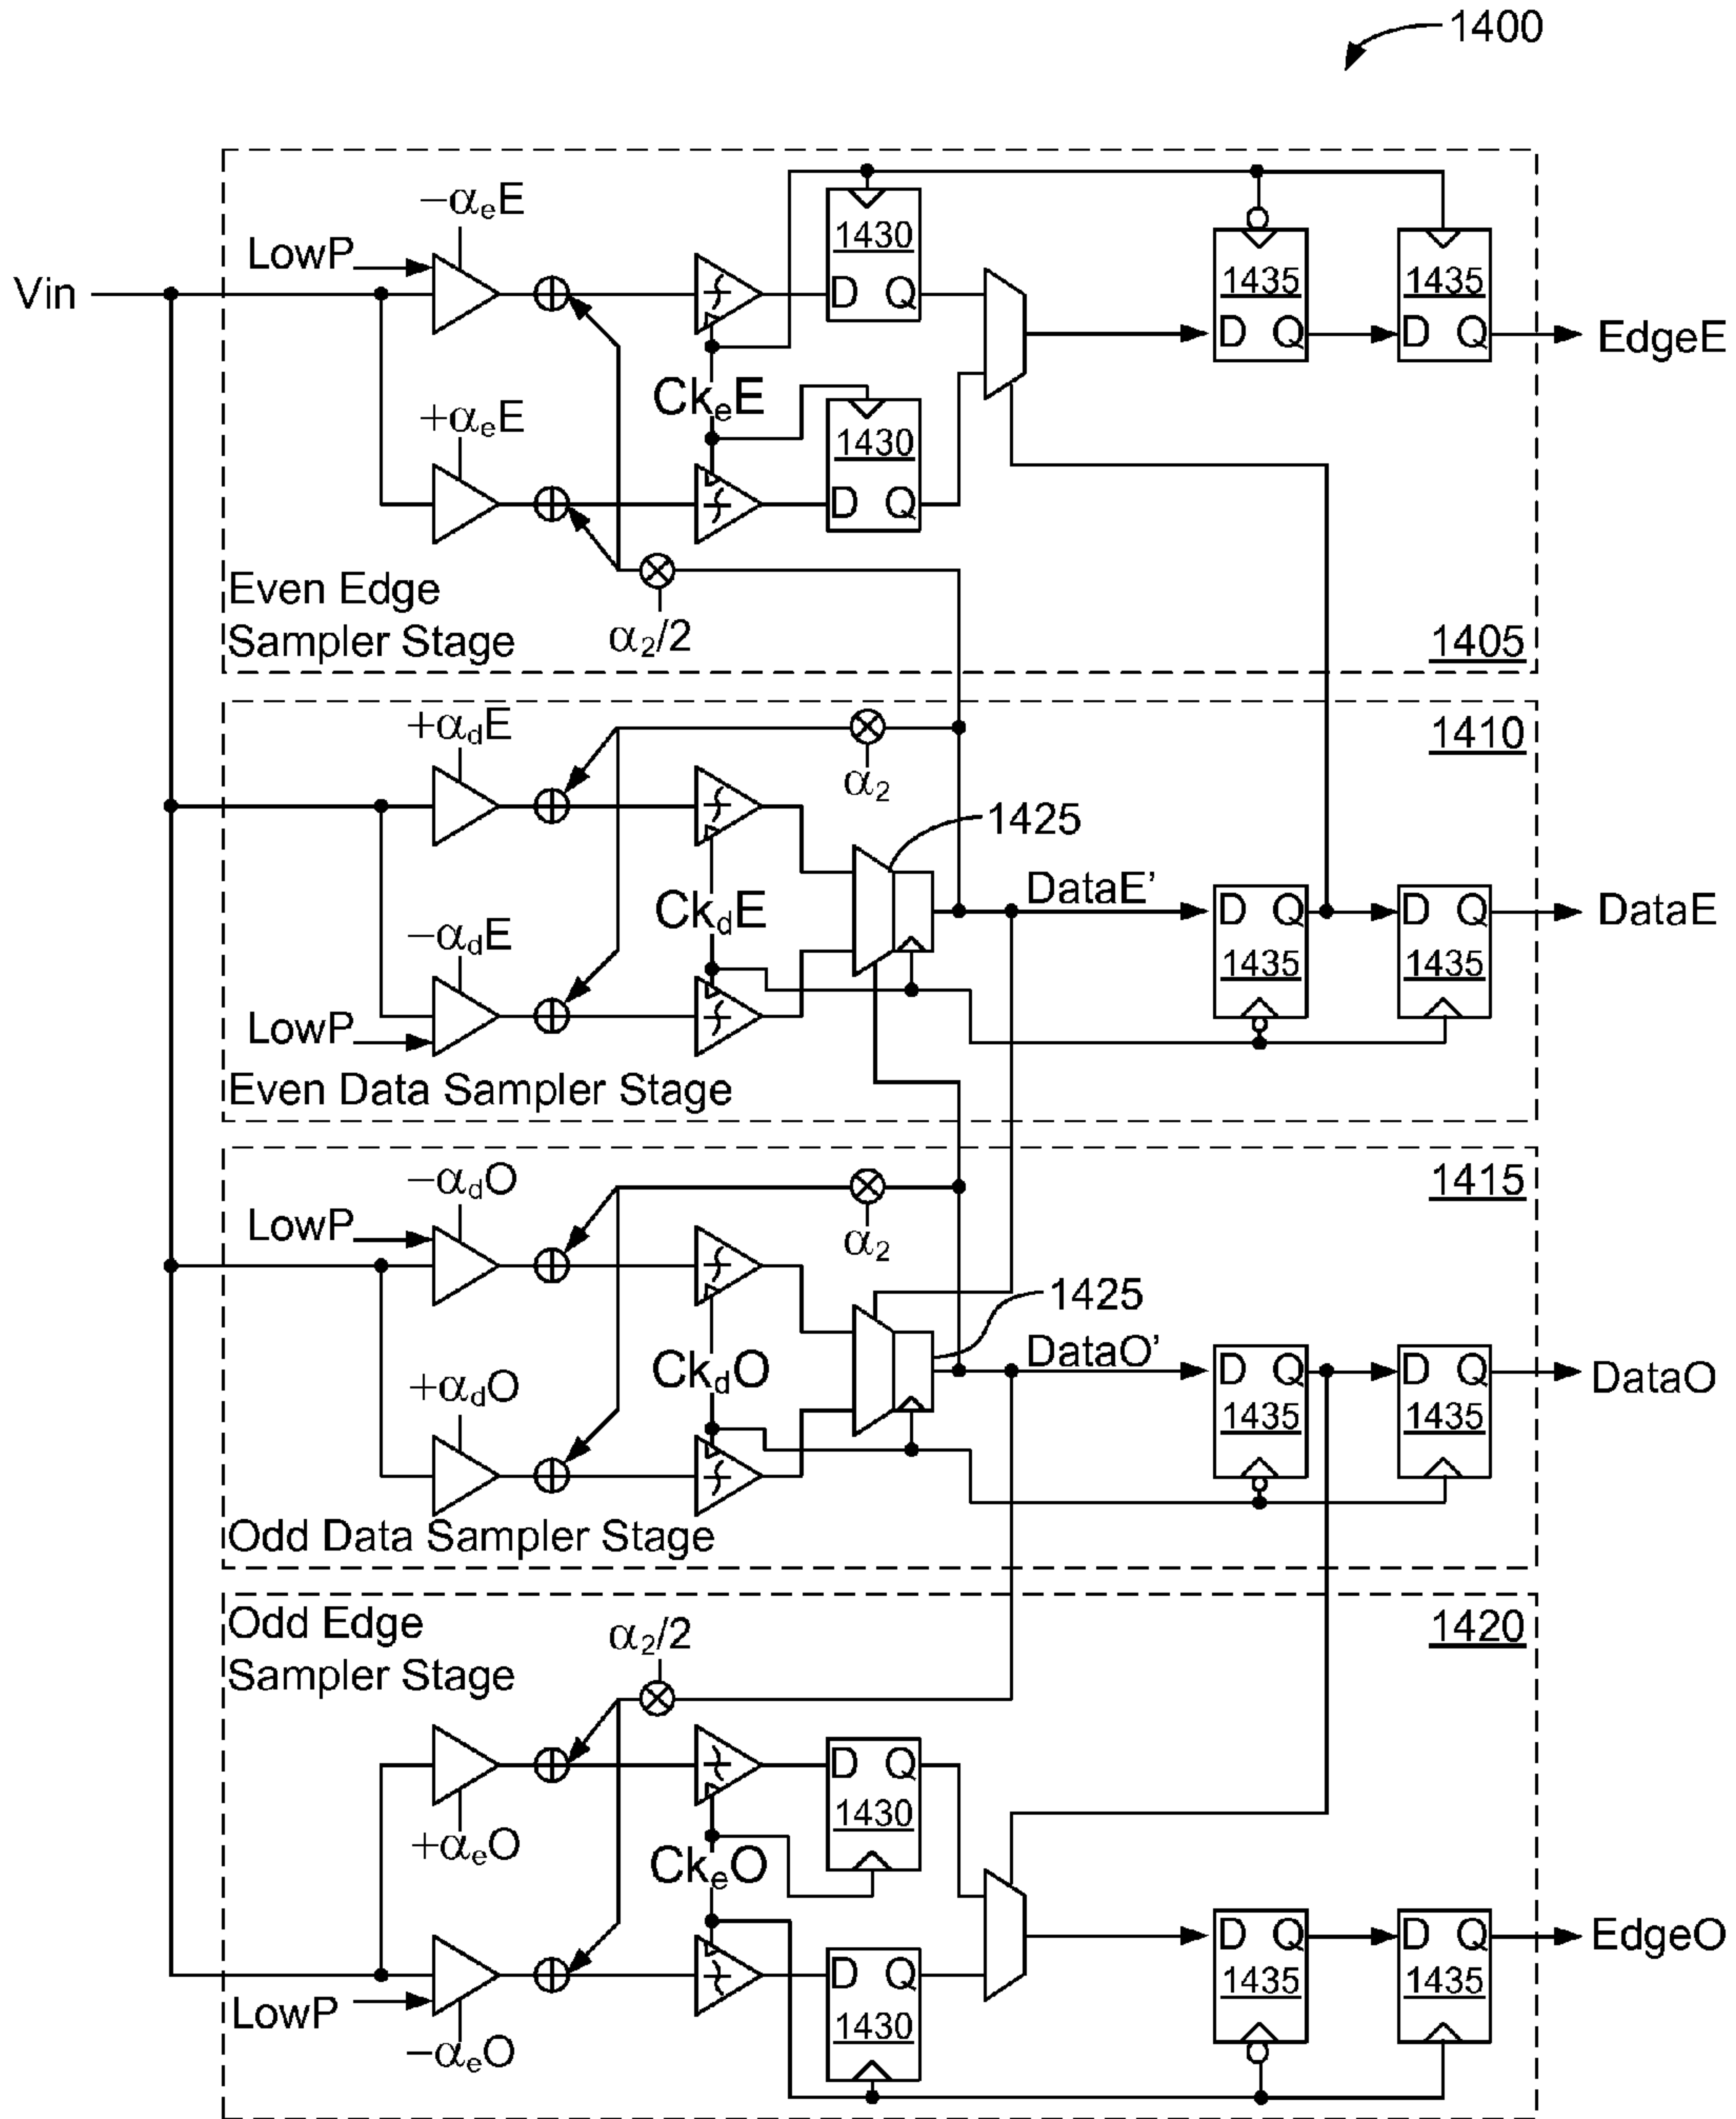 1400
−αeE
LowP
1430
1435
1435
Vin
D Q
D Q
D Q
EdgeE
CkeE
+αeE
1430
D Q
Even Edge
Sampler Stage
α2/2
1405
+αdE
α2
1410
1425
CkdE
DataE’
D Q
D Q
DataE
−αdE
1435
1435
LowP
Even Data Sampler Stage
−αdO
1415
LowP
α2
1425
CkdO
DataO’
D Q
D Q
DataO
+αdO
1435
1435
Odd Data Sampler Stage
Odd Edge
Sampler Stage
α2/2
1420
D Q
1430
+αeO
CkeO
D Q
D Q
EdgeO
D Q
1435
1435
LowP
1430
−αeO